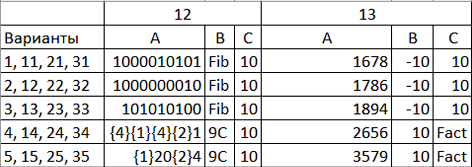 12 13
Варианты A B C A B C
1, 11, 21, 31 1000010101 Fib 10 1678 -10 10
2, 12, 22, 32 1000000010 Fib 10 1786 -10 10
3, 13, 23, 33 101010100 Fib 10 1894 -10 10
4, 14, 24, 34 {4}{1}{4}{2}1 9C 10 2656 10 Fact
5, 15, 25, 35 {1}20{2}4 9C 10 3579 10 Fact